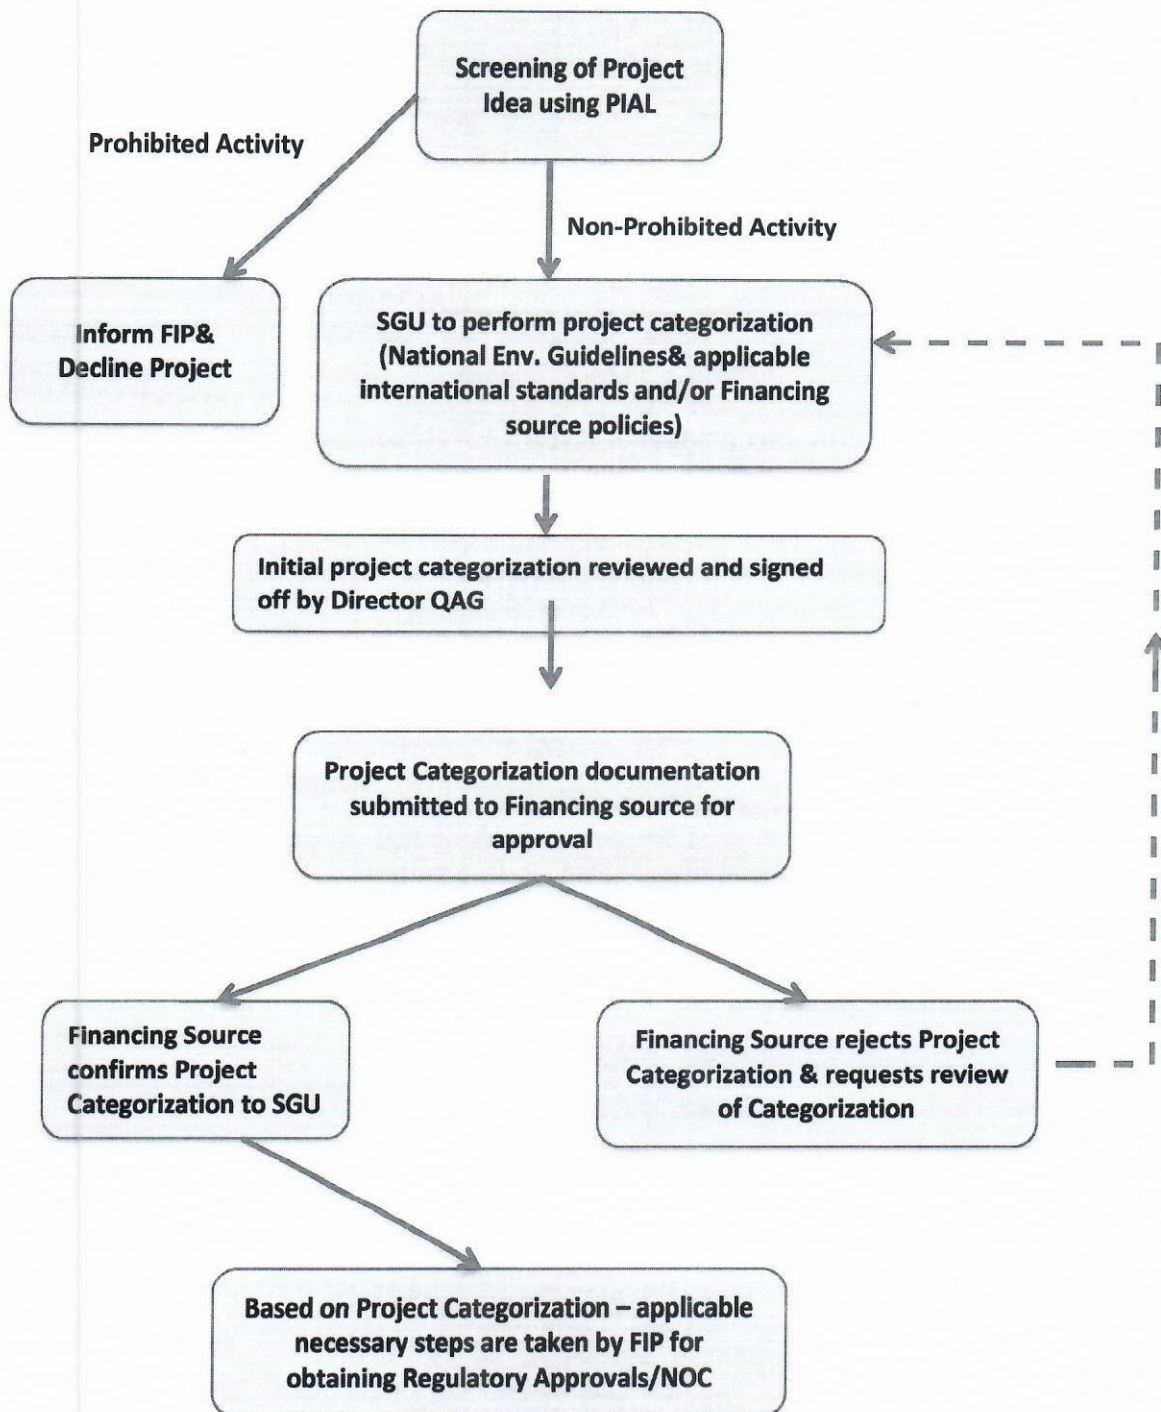 Screening of Project
Idea using PIAL
Prohibited Activity
Non-Prohibited Activity
Inform FIP&
Decline Project
SGU to perform project categorization
(National Env. Guidelines& applicable
international standards and/or Financing
source policies)
Initial project categorization reviewed and signed
off by Director QAG
Project Categorization documentation
submitted to Financing source for
approval
Financing Source
confirms Project
Categorization to SGU
Financing Source rejects Project
Categorization & requests review
of Categorization
Based on Project Categorization – applicable
necessary steps are taken by FIP for
obtaining Regulatory Approvals/NOC